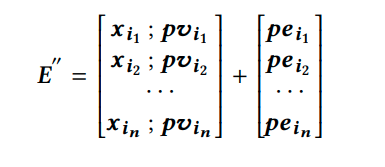 x_{i_1} ; pv_{i_1}   pe_{i_1}
x_{i_2} ; pv_{i_2}   pe_{i_2}
E'' = ··· + ···
x_{i_n} ; pv_{i_n}   pe_{i_n}